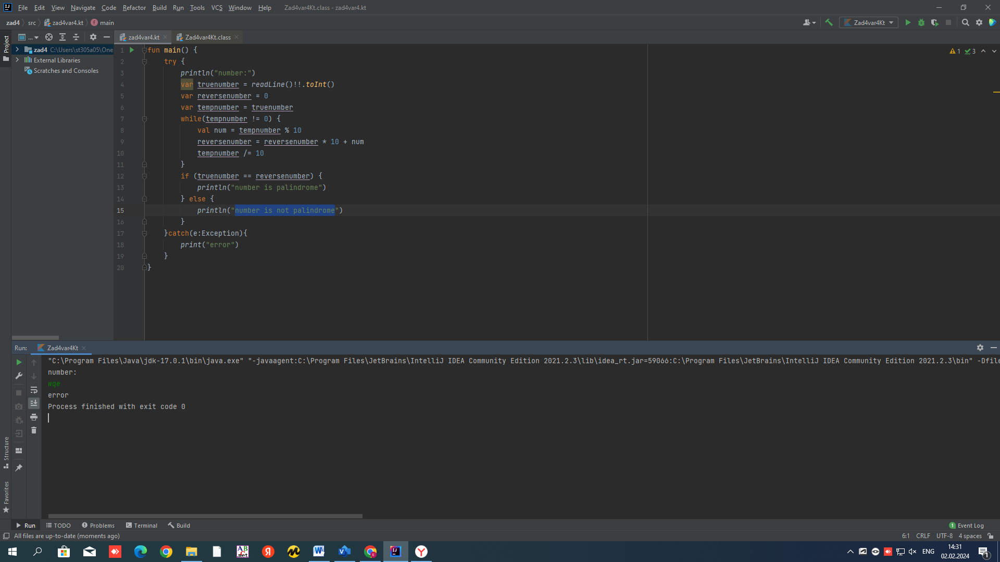 File Edit View Navigate Code Refactor Build Run Tools VCS Window Help Zad4var4Kt.class - zad4var4.kt
zad4 src zad4var4.kt main Zad4var4Kt
Project ... zad4var4.kt Zad4var4Kt.class
zad4 C:\Users\st305a05\One
External Libraries
Scratches and Consoles
1 fun main() {
2 try {
3 println("number:")
4 var truenumber = readLine()!!.toInt()
5 var reversenumber = 0
6 var tempnumber = truenumber
7 while(tempnumber != 0) {
8 val num = tempnumber % 10
9 reversenumber = reversenumber * 10 + num
10 tempnumber /= 10
11 }
12 if (truenumber == reversenumber) {
13 println("number is palindrome")
14 } else {
15 println("number is not palindrome")
16 }
17 }catch(e:Exception){
18 print("error")
19 }
20 }
1 3
Run: Zad4var4Kt
"C:\Program Files\Java\jdk-17.0.1\bin\java.exe" "-javaagent:C:\Program Files\JetBrains\IntelliJ IDEA Community Edition 2021.2.3\lib\idea_rt.jar=59066:C:\Program Files\JetBrains\IntelliJ IDEA Community Edition 2021.2.3\bin" -Dfile
number:
wqe
error
Process finished with exit code 0
Structure
Favorites
Run TODO Problems Terminal Build 1 Event Log
All files are up-to-date (moments ago) 6:1 CRLF UTF-8 4 spaces
ENG 14:31
02.02.2024
1